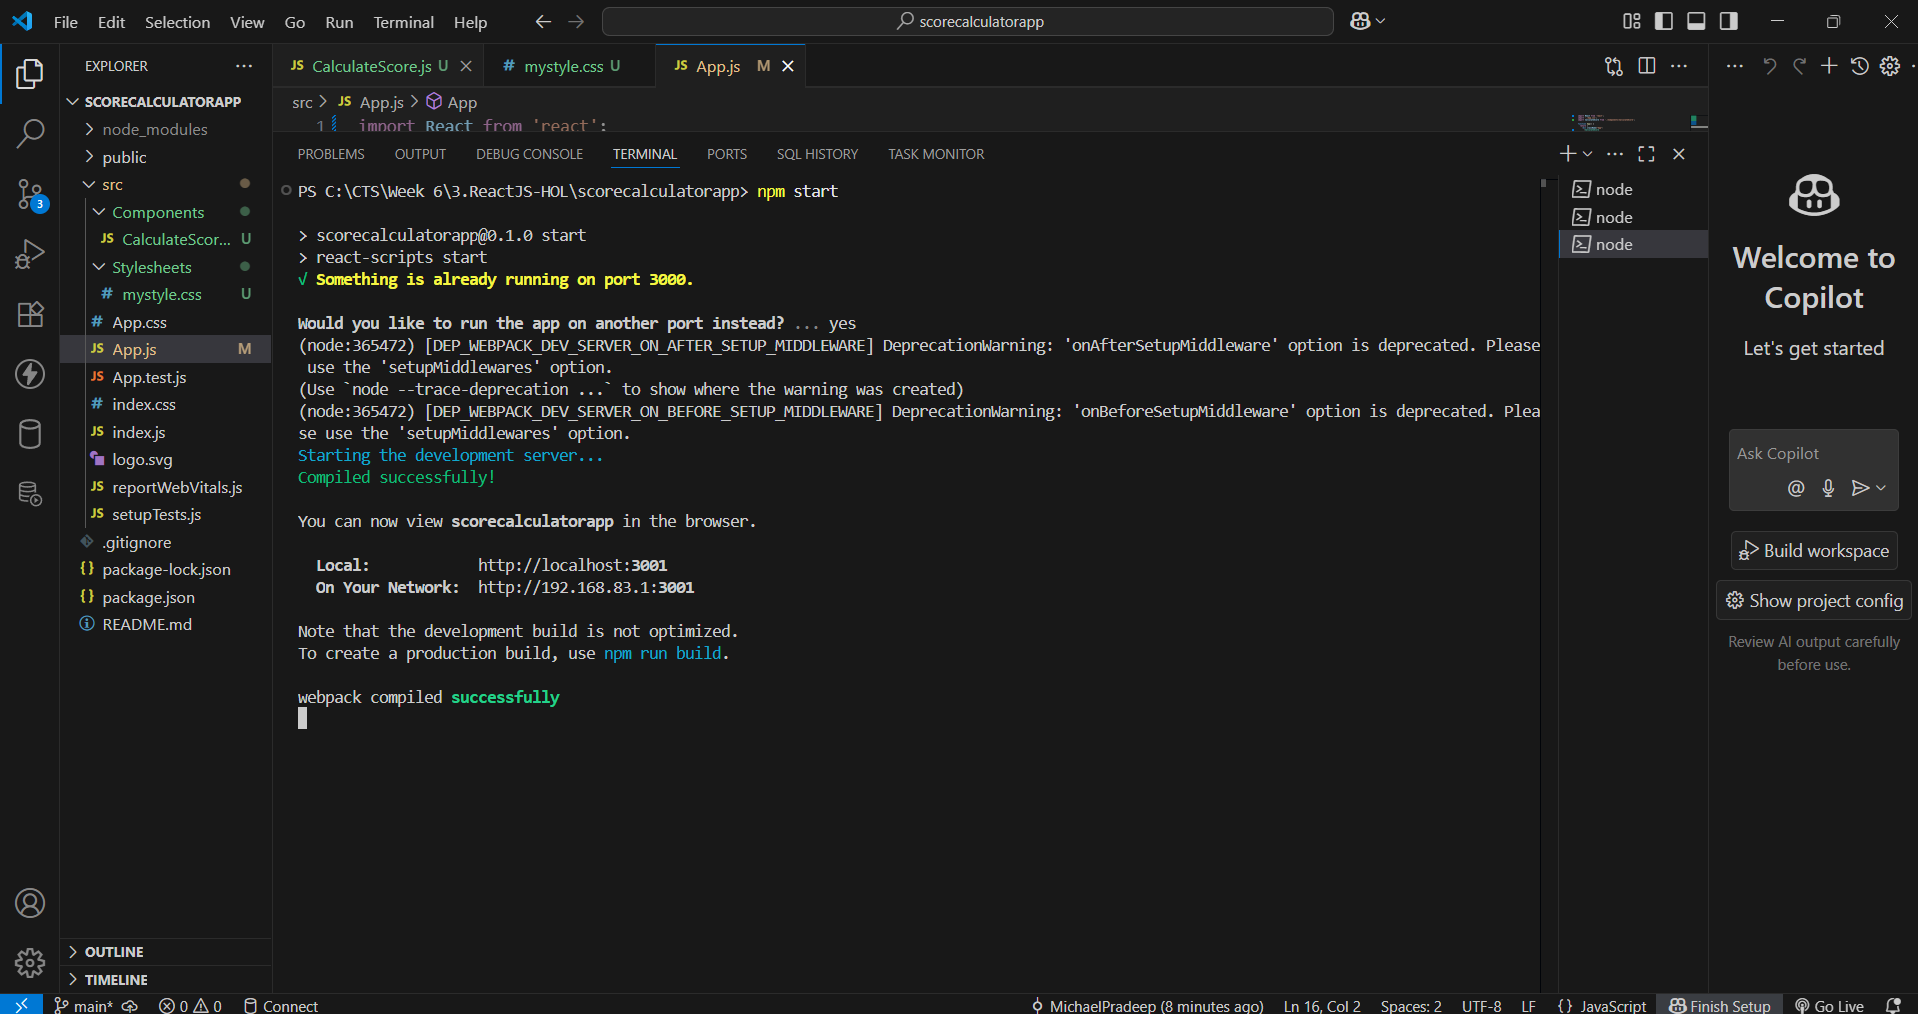 File Edit Selection View Go Run Terminal Help
scorecalculatorapp
EXPLORER
SCORECALCULATORAPP
node_modules
public
src
Components
CalculateScor... U
Stylesheets
mystyle.css U
App.css
App.js M
App.test.js
index.css
index.js
logo.svg
reportWebVitals.js
setupTests.js
.gitignore
package-lock.json
package.json
README.md
OUTLINE
TIMELINE
3
CalculateScore.js U
mystyle.css U
App.js M
src > App.js > App
1 import React from 'react';
PROBLEMS OUTPUT DEBUG CONSOLE TERMINAL PORTS SQL HISTORY TASK MONITOR
PS C:\CTS\Week 6\3.ReactJS-HOL\scorecalculatorapp> npm start
> scorecalculatorapp@0.1.0 start
> react-scripts start
√ Something is already running on port 3000.
Would you like to run the app on another port instead? ... yes
(node:365472) [DEP_WEBPACK_DEV_SERVER_ON_AFTER_SETUP_MIDDLEWARE] DeprecationWarning: 'onAfterSetupMiddleware' option is deprecated. Please
use the 'setupMiddlewares' option.
(Use `node --trace-deprecation ...` to show where the warning was created)
(node:365472) [DEP_WEBPACK_DEV_SERVER_ON_BEFORE_SETUP_MIDDLEWARE] DeprecationWarning: 'onBeforeSetupMiddleware' option is deprecated. Plea
se use the 'setupMiddlewares' option.
Starting the development server...
Compiled successfully!
You can now view scorecalculatorapp in the browser.
Local: http://localhost:3001
On Your Network: http://192.168.83.1:3001
Note that the development build is not optimized.
To create a production build, use npm run build.
webpack compiled successfully
node
node
node
Welcome to
Copilot
Let's get started
Ask Copilot
Build workspace
Show project config
Review AI output carefully
before use.
main* 0 0 Connect MichaelPradeep (8 minutes ago) Ln 16, Col 2 Spaces: 2 UTF-8 LF {} JavaScript Finish Setup Go Live